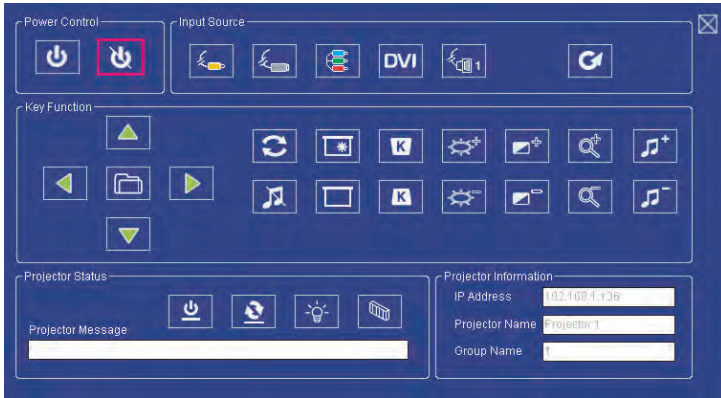 Power Control
Input Source
DVI
1
Key Function
K
K
Projector Status
Projector Message
Projector Information
IP Address 192.168.1.136
Projector Name Projector 1
Group Name 1